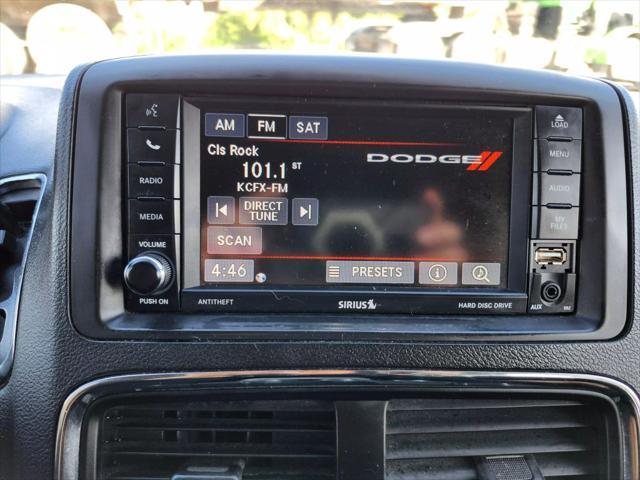 AM FM SAT
Cls Rock
101.1 ST
KCFX-FM
DODGE
DIRECT
TUNE
SCAN
4:46
PRESETS
RADIO
MEDIA
VOLUME
PUSH ON
ANTITHEFT
SIRIUS
HARD DISC DRIVE
LOAD
MENU
AUDIO
MY
FILES
AUX